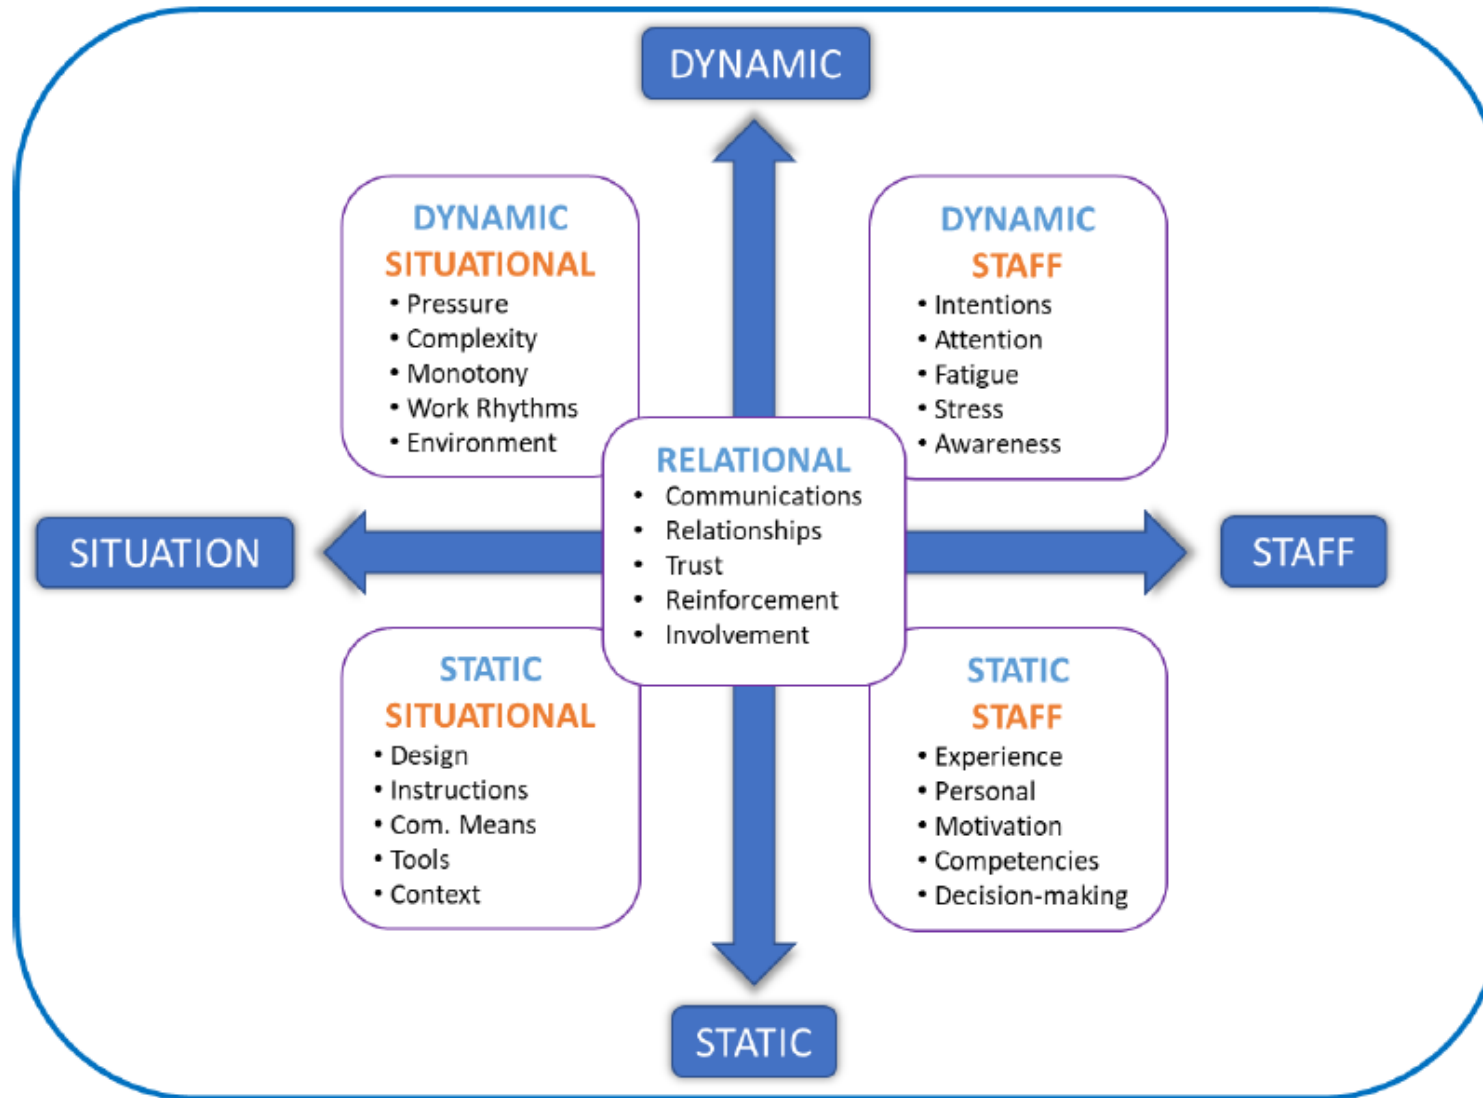 DYNAMIC
DYNAMIC
SITUATIONAL
• Pressure
• Complexity
• Monotony
• Work Rhythms
• Environment
DYNAMIC
STAFF
• Intentions
• Attention
• Fatigue
• Stress
• Awareness
RELATIONAL
• Communications
• Relationships
• Trust
• Reinforcement
• Involvement
SITUATION
STAFF
STATIC
SITUATIONAL
• Design
• Instructions
• Com. Means
• Tools
• Context
STATIC
STAFF
• Experience
• Personal
• Motivation
• Competencies
• Decision-making
STATIC